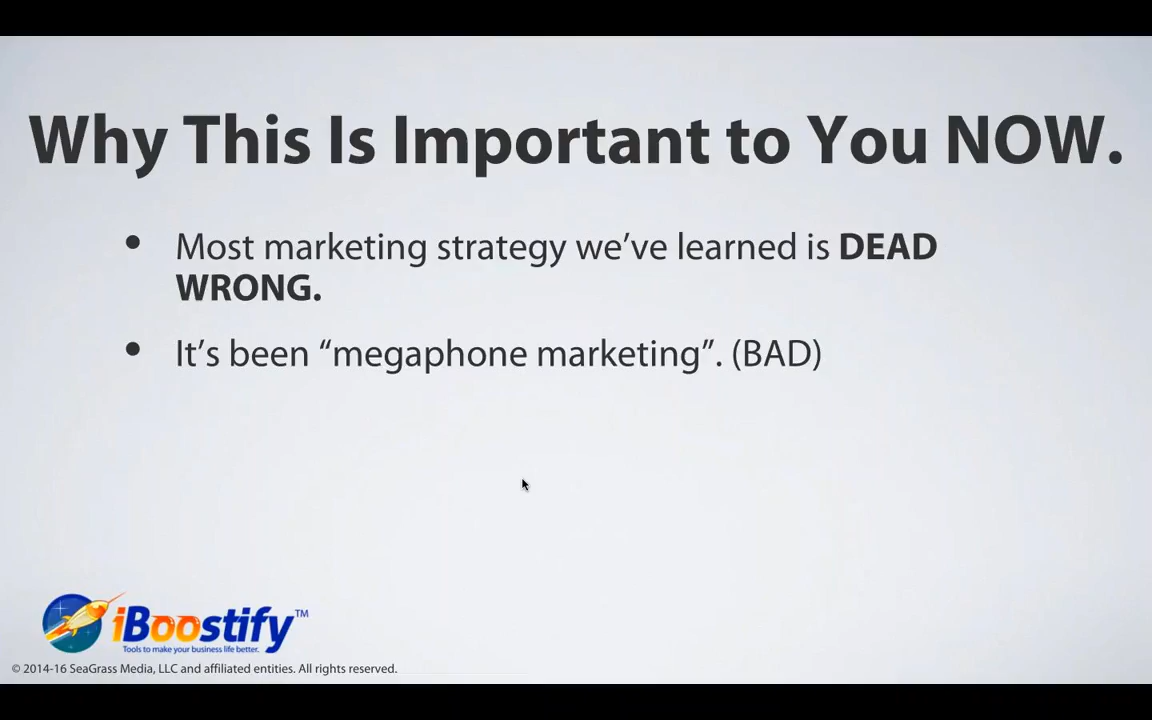 Why This Is Important to You NOW.
• Most marketing strategy we’ve learned is DEAD
WRONG.
• It’s been “megaphone marketing”. (BAD)
iBoostify™
Tools to make your business life better.
© 2014-16 SeaGrass Media, LLC and affiliated entities. All rights reserved.